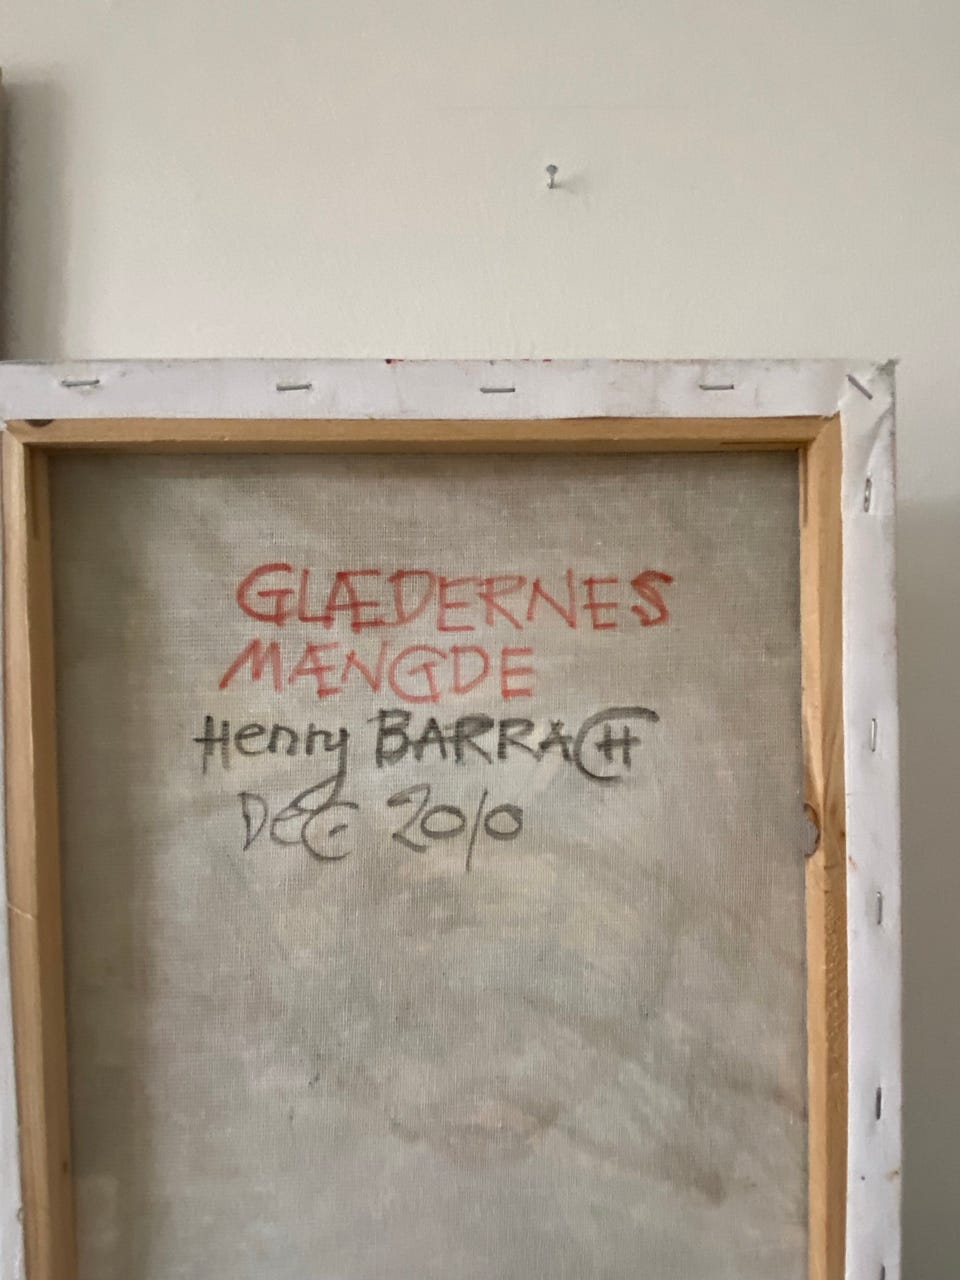 GLÆDERNES
MÆNGDE
Henry BARRACH
DEC. 2010